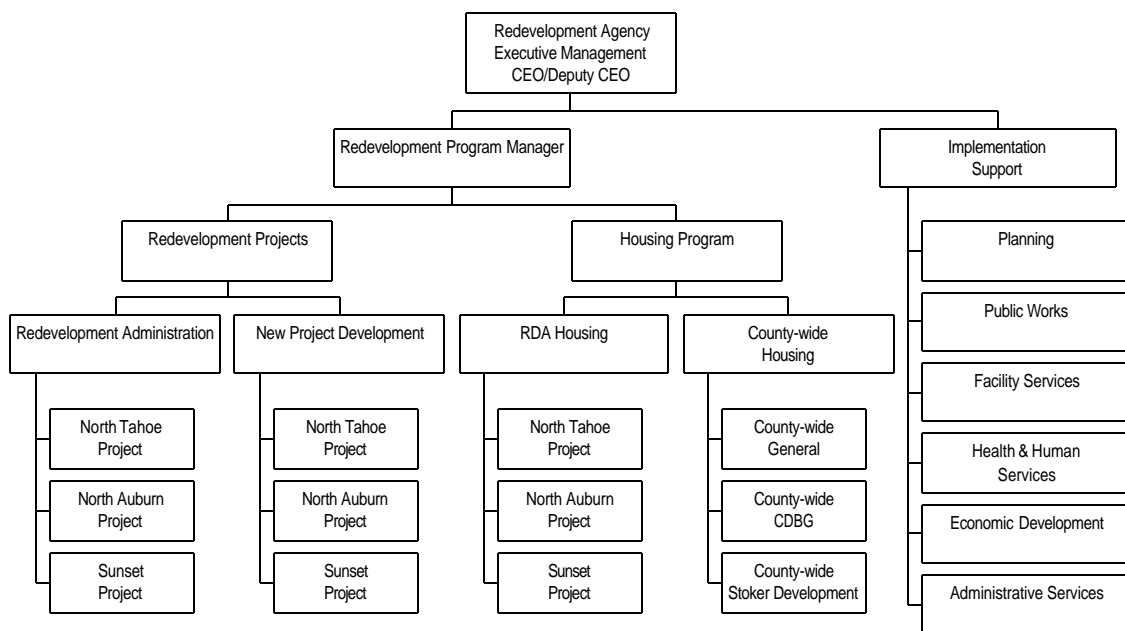 Redevelopment Agency
Executive Management
CEO/Deputy CEO
Redevelopment Program Manager
Implementation
Support
Redevelopment Projects
Housing Program
Planning
Redevelopment Administration
New Project Development
RDA Housing
County-wide
Housing
Public Works
Facility Services
North Tahoe
Project
North Tahoe
Project
North Tahoe
Project
County-wide
General
Health & Human
Services
North Auburn
Project
North Auburn
Project
North Auburn
Project
County-wide
CDBG
Economic Development
Sunset
Project
Sunset
Project
Sunset
Project
County-wide
Stoker Development
Administrative Services